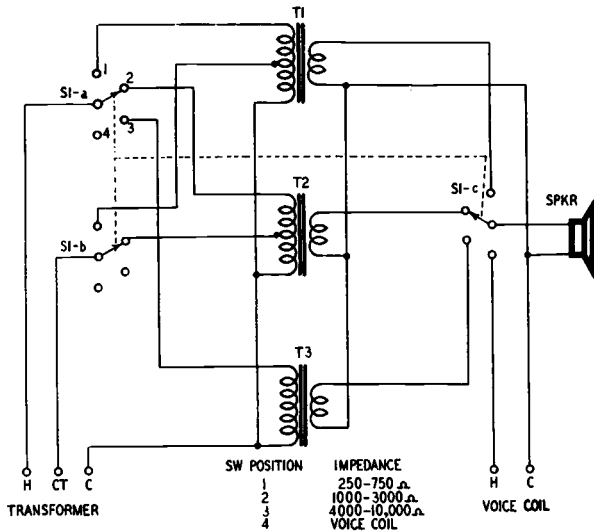 T1
1
S1-a
2
3
4
T2
S1-b
S1-c
SPKR
T3
H CT C
TRANSFORMER
SW POSITION IMPEDANCE
1 250-750 Ω
2 1000-3000 Ω
3 4000-10,000 Ω
4 VOICE COIL
H C
VOICE COIL